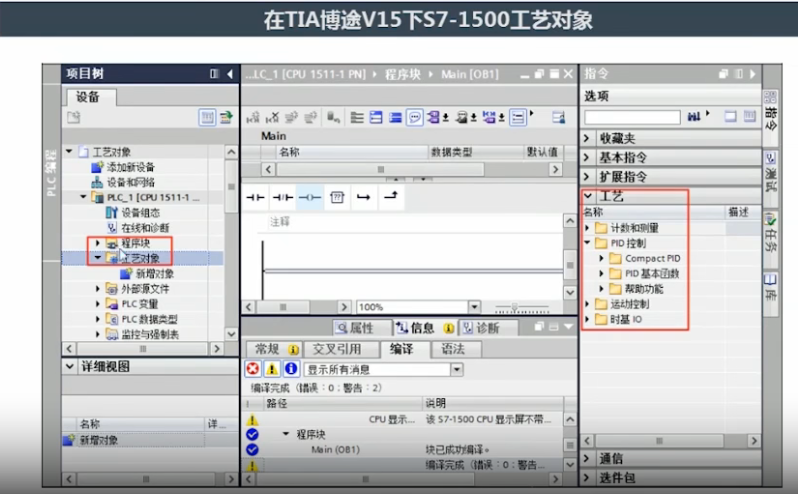 在TIA博途V15下S7-1500工艺对象
项目树
...LC_1 [CPU 1511-1 PN] 程序块 Main [OB1]
指令
设备
选项
PLC 编程
Main
名称 数据类型 默认值
收藏夹
基本指令
扩展指令
工艺
名称 描述
计数和测量
PID 控制
Compact PID
PID 基本函数
帮助功能
运动控制
时基 IO
通信
选件包
指令
测试
任务
库
工艺对象
添加新设备
设备和网络
PLC_1 [CPU 1511-1 ...
设备组态
在线和诊断
程序块
工艺对象
新增对象
外部源文件
PLC 变量
PLC 数据类型
监控与强制表
注释
100%
属性 信息 诊断
常规 交叉引用 编译 语法
显示所有消息
编译完成（错误：0；警告：2）
路径 说明
CPU 显示... 该 S7-1500 CPU 显示屏不带...
程序块
Main (OB1) 块已成功编译。
编译完成（错误：0；警告...
详细视图
名称 详...
新增对象